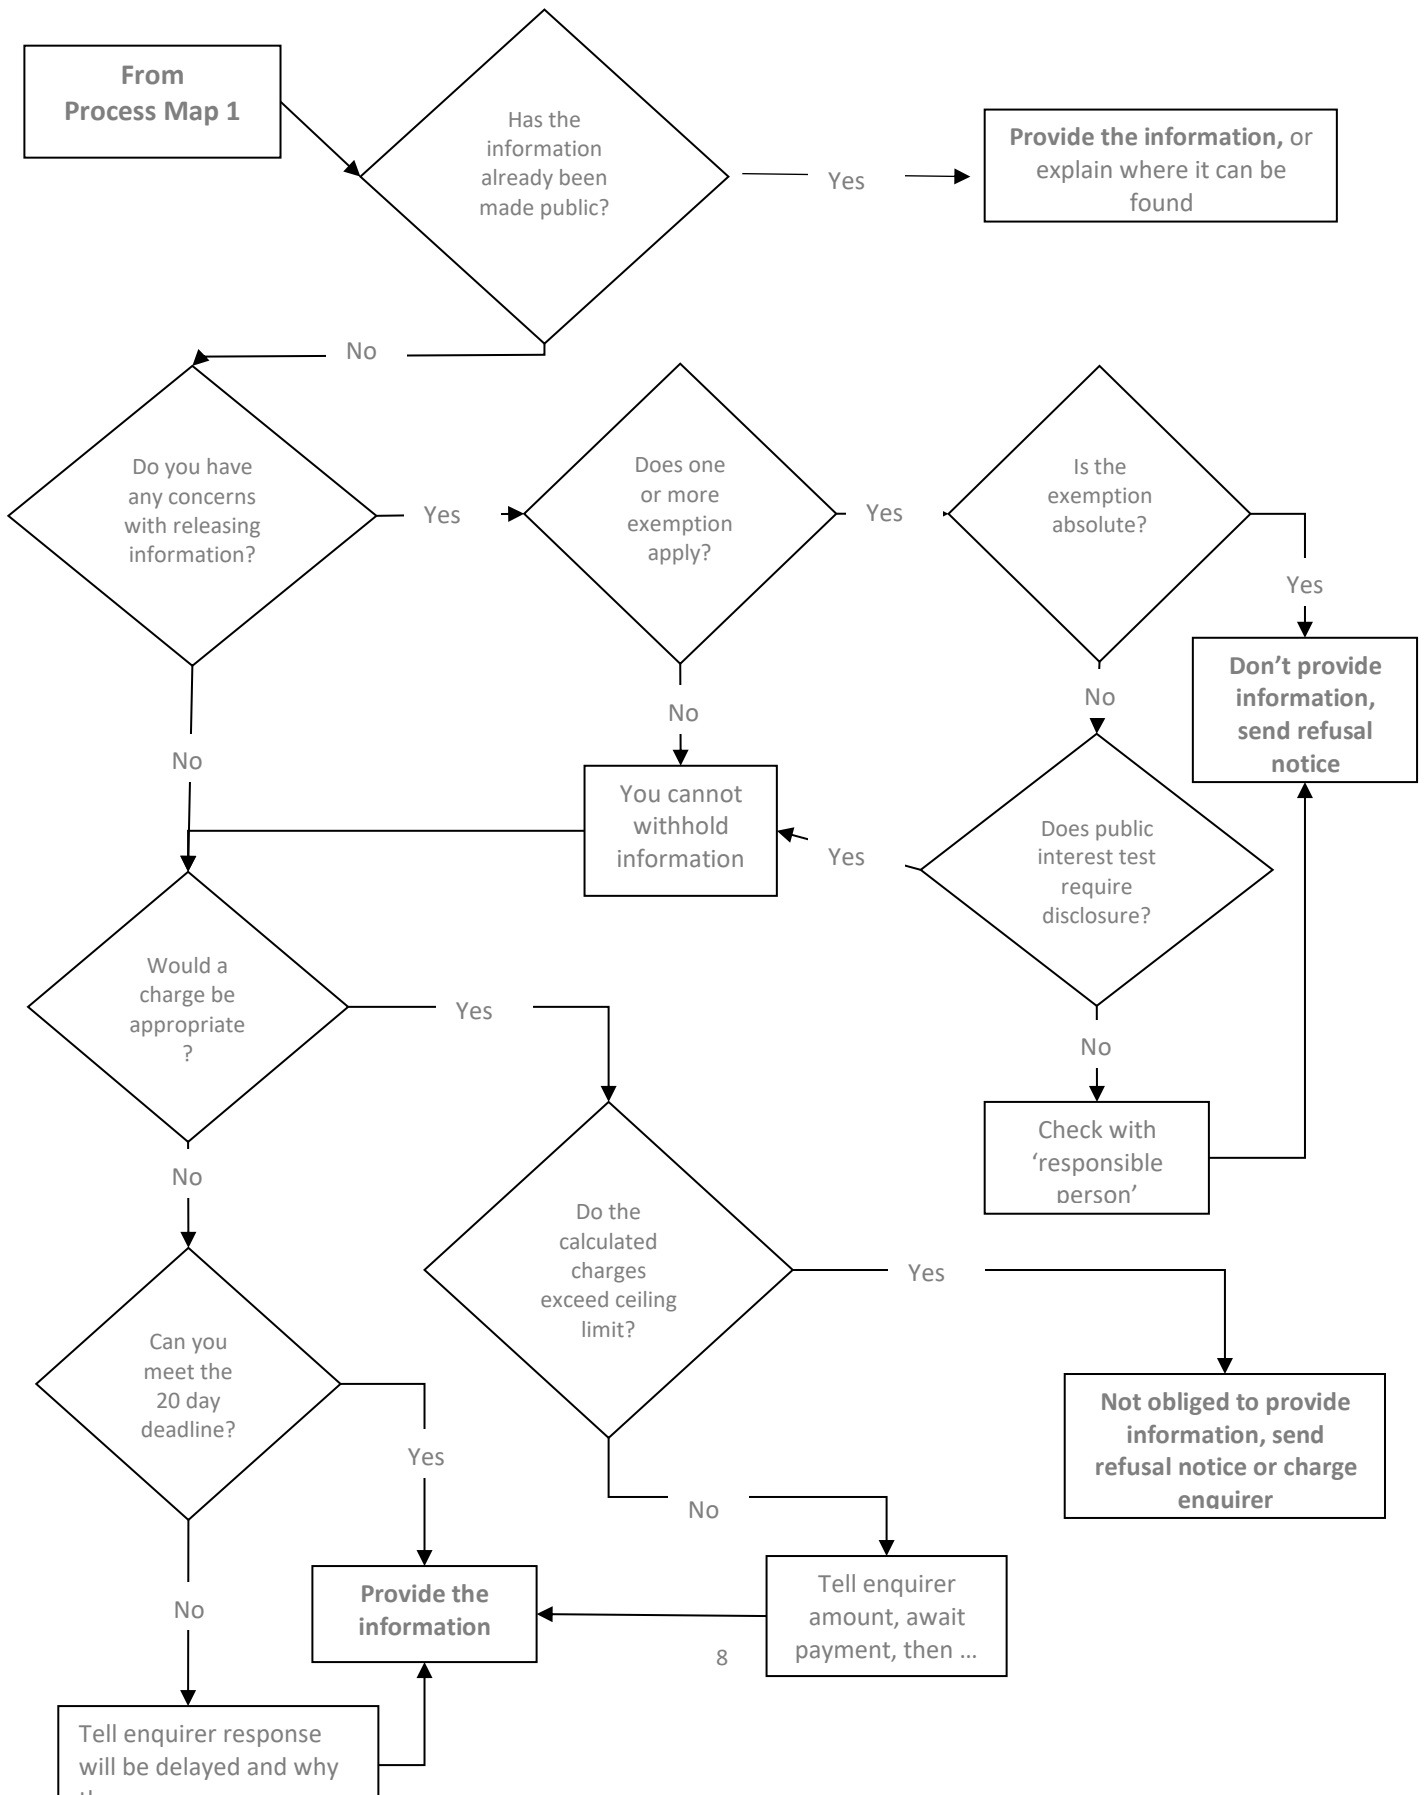 From
Process Map 1
Has the
information
already been
made public?
Yes
Provide the information, or
explain where it can be
found
No
Do you have
any concerns
with releasing
information?
Yes
Does one
or more
exemption
apply?
Yes
Is the
exemption
absolute?
Yes
Don’t provide
information,
send refusal
notice
No
No
No
You cannot
withhold
information
Yes
Does public
interest test
require
disclosure?
Would a
charge be
appropriate
?
Yes
No
Check with
‘responsible
person’
No
Do the
calculated
charges
exceed ceiling
limit?
Yes
Can you
meet the
20 day
deadline?
Yes
Not obliged to provide
information, send
refusal notice or charge
enquirer
No
No
Provide the
information
Tell enquirer
amount, await
payment, then …
8
Tell enquirer response
will be delayed and why